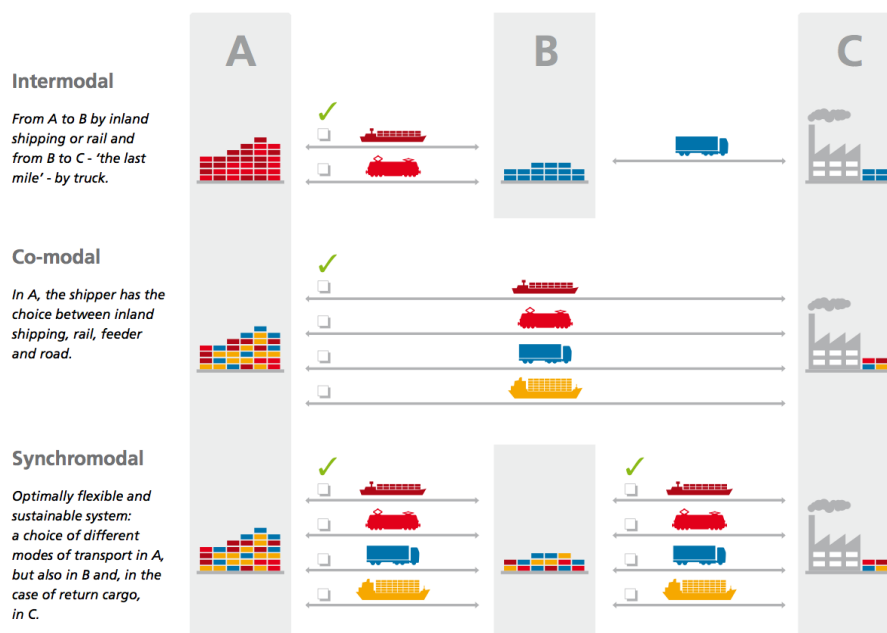 A
B
C
Intermodal
From A to B by inland
shipping or rail and
from B to C - ‘the last
mile’ - by truck.
Co-modal
In A, the shipper has the
choice between inland
shipping, rail, feeder
and road.
Synchromodal
Optimally flexible and
sustainable system:
a choice of different
modes of transport in A,
but also in B and, in the
case of return cargo,
in C.